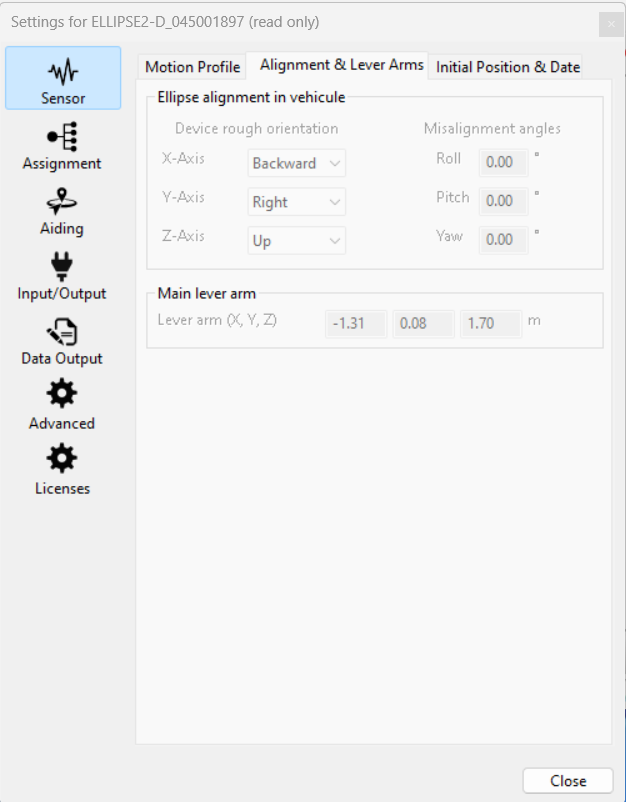 Settings for ELLIPSE2-D_045001897 (read only)
Sensor
Assignment
Aiding
Input/Output
Data Output
Advanced
Licenses
Motion Profile
Alignment & Lever Arms
Initial Position & Date
Ellipse alignment in vehicule
Device rough orientation
Misalignment angles
X-Axis Backward Roll 0.00 °
Y-Axis Right Pitch 0.00 °
Z-Axis Up Yaw 0.00 °
Main lever arm
Lever arm (X, Y, Z) -1.31 0.08 1.70 m
Close